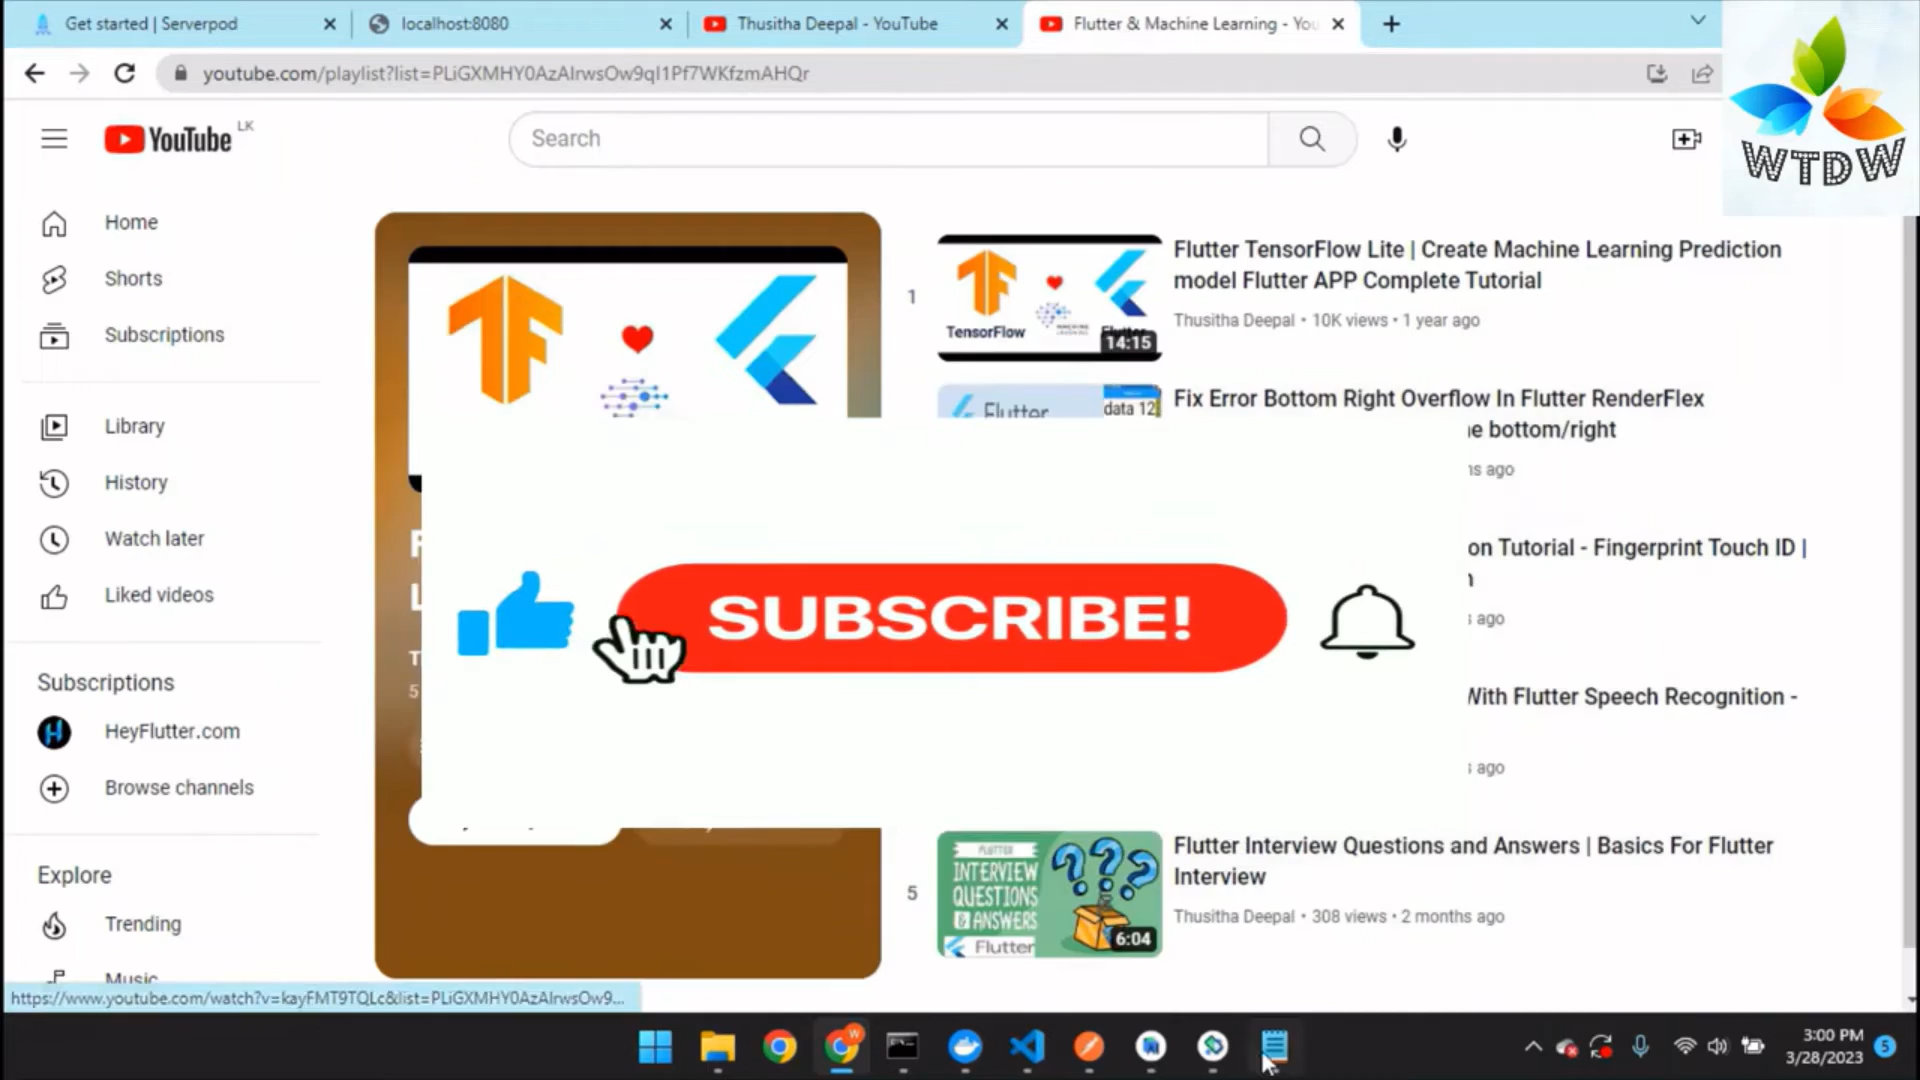 Get started | Serverpod
localhost:8080
Thusitha Deepal - YouTube
Flutter & Machine Learning - You
youtube.com/playlist?list=PLiGXMHY0AzAIrwsOw9qI1Pf7WKfzmAHQr
WTDW
YouTube LK
Search
Home
Shorts
Subscriptions
Library
History
Watch later
Liked videos
Subscriptions
HeyFlutter.com
Browse channels
Explore
Trending
Music
1
TensorFlow
Flutter
14:15
Flutter TensorFlow Lite | Create Machine Learning Prediction
model Flutter APP Complete Tutorial
Thusitha Deepal • 10K views • 1 year ago
Flutter
data 12
Fix Error Bottom Right Overflow In Flutter RenderFlex
bottom/right
ago
on Tutorial - Fingerprint Touch ID |
ago
With Flutter Speech Recognition -
ago
SUBSCRIBE!
5
FLUTTER
INTERVIEW
QUESTIONS
& ANSWERS
Flutter
6:04
Flutter Interview Questions and Answers | Basics For Flutter
Interview
Thusitha Deepal • 308 views • 2 months ago
https://www.youtube.com/watch?v=kayFMT9TQLc&list=PLiGXMHY0AzAIrwsOw9...
3:00 PM
3/28/2023
5